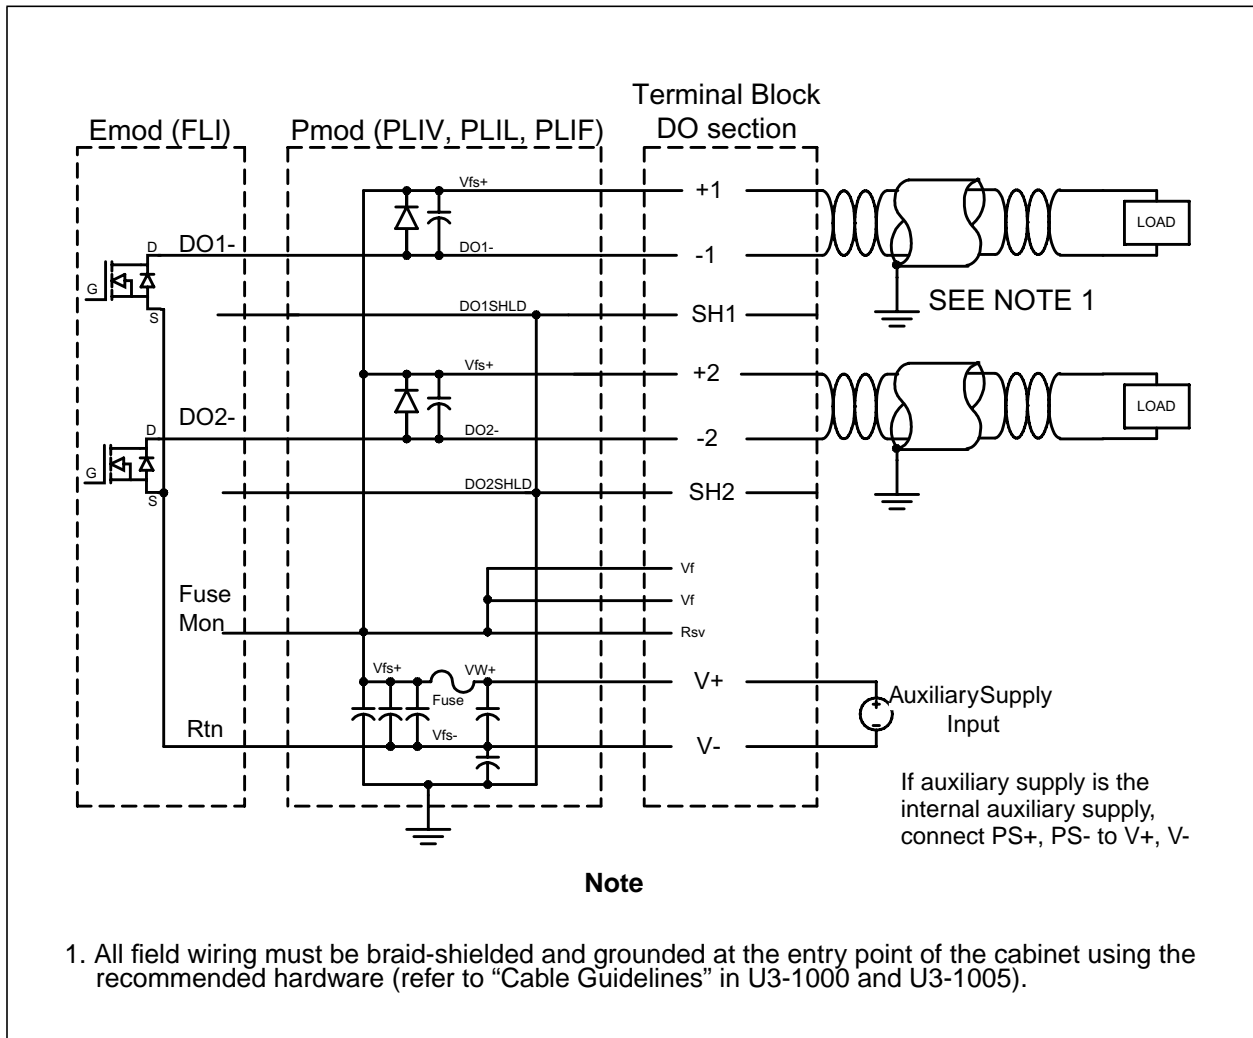 Terminal Block
DO section
Emod (FLI)
Pmod (PLIV, PLIL, PLIF)
Vfs+
+1
LOAD
D
DO1-
DO1-
-1
G
S
DO1SHLD
SH1
SEE NOTE 1
Vfs+
+2
LOAD
D
DO2-
DO2-
-2
G
S
DO2SHLD
SH2
Vf
Fuse
Mon
Vf
Rsv
Vfs+
VW+
V+
Fuse
AuxiliarySupply
Input
+
-
Rtn
Vfs-
V-
If auxiliary supply is the
internal auxiliary supply,
connect PS+, PS- to V+, V-
Note
1. All field wiring must be braid-shielded and grounded at the entry point of the cabinet using the
recommended hardware (refer to “Cable Guidelines” in U3-1000 and U3-1005).